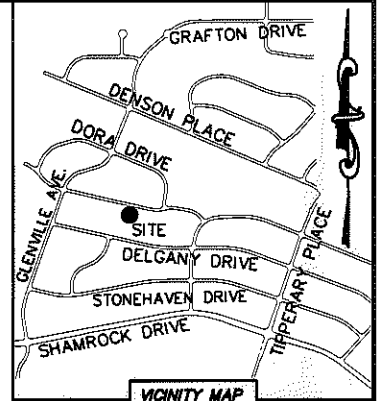 GRAFTON DRIVE
DENSON PLACE
DORA DRIVE
GLENVILLE AVE.
SITE
DELGANY DRIVE
TIPPERARY PLACE
STONEHAVEN DRIVE
SHAMROCK DRIVE
VICINITY MAP